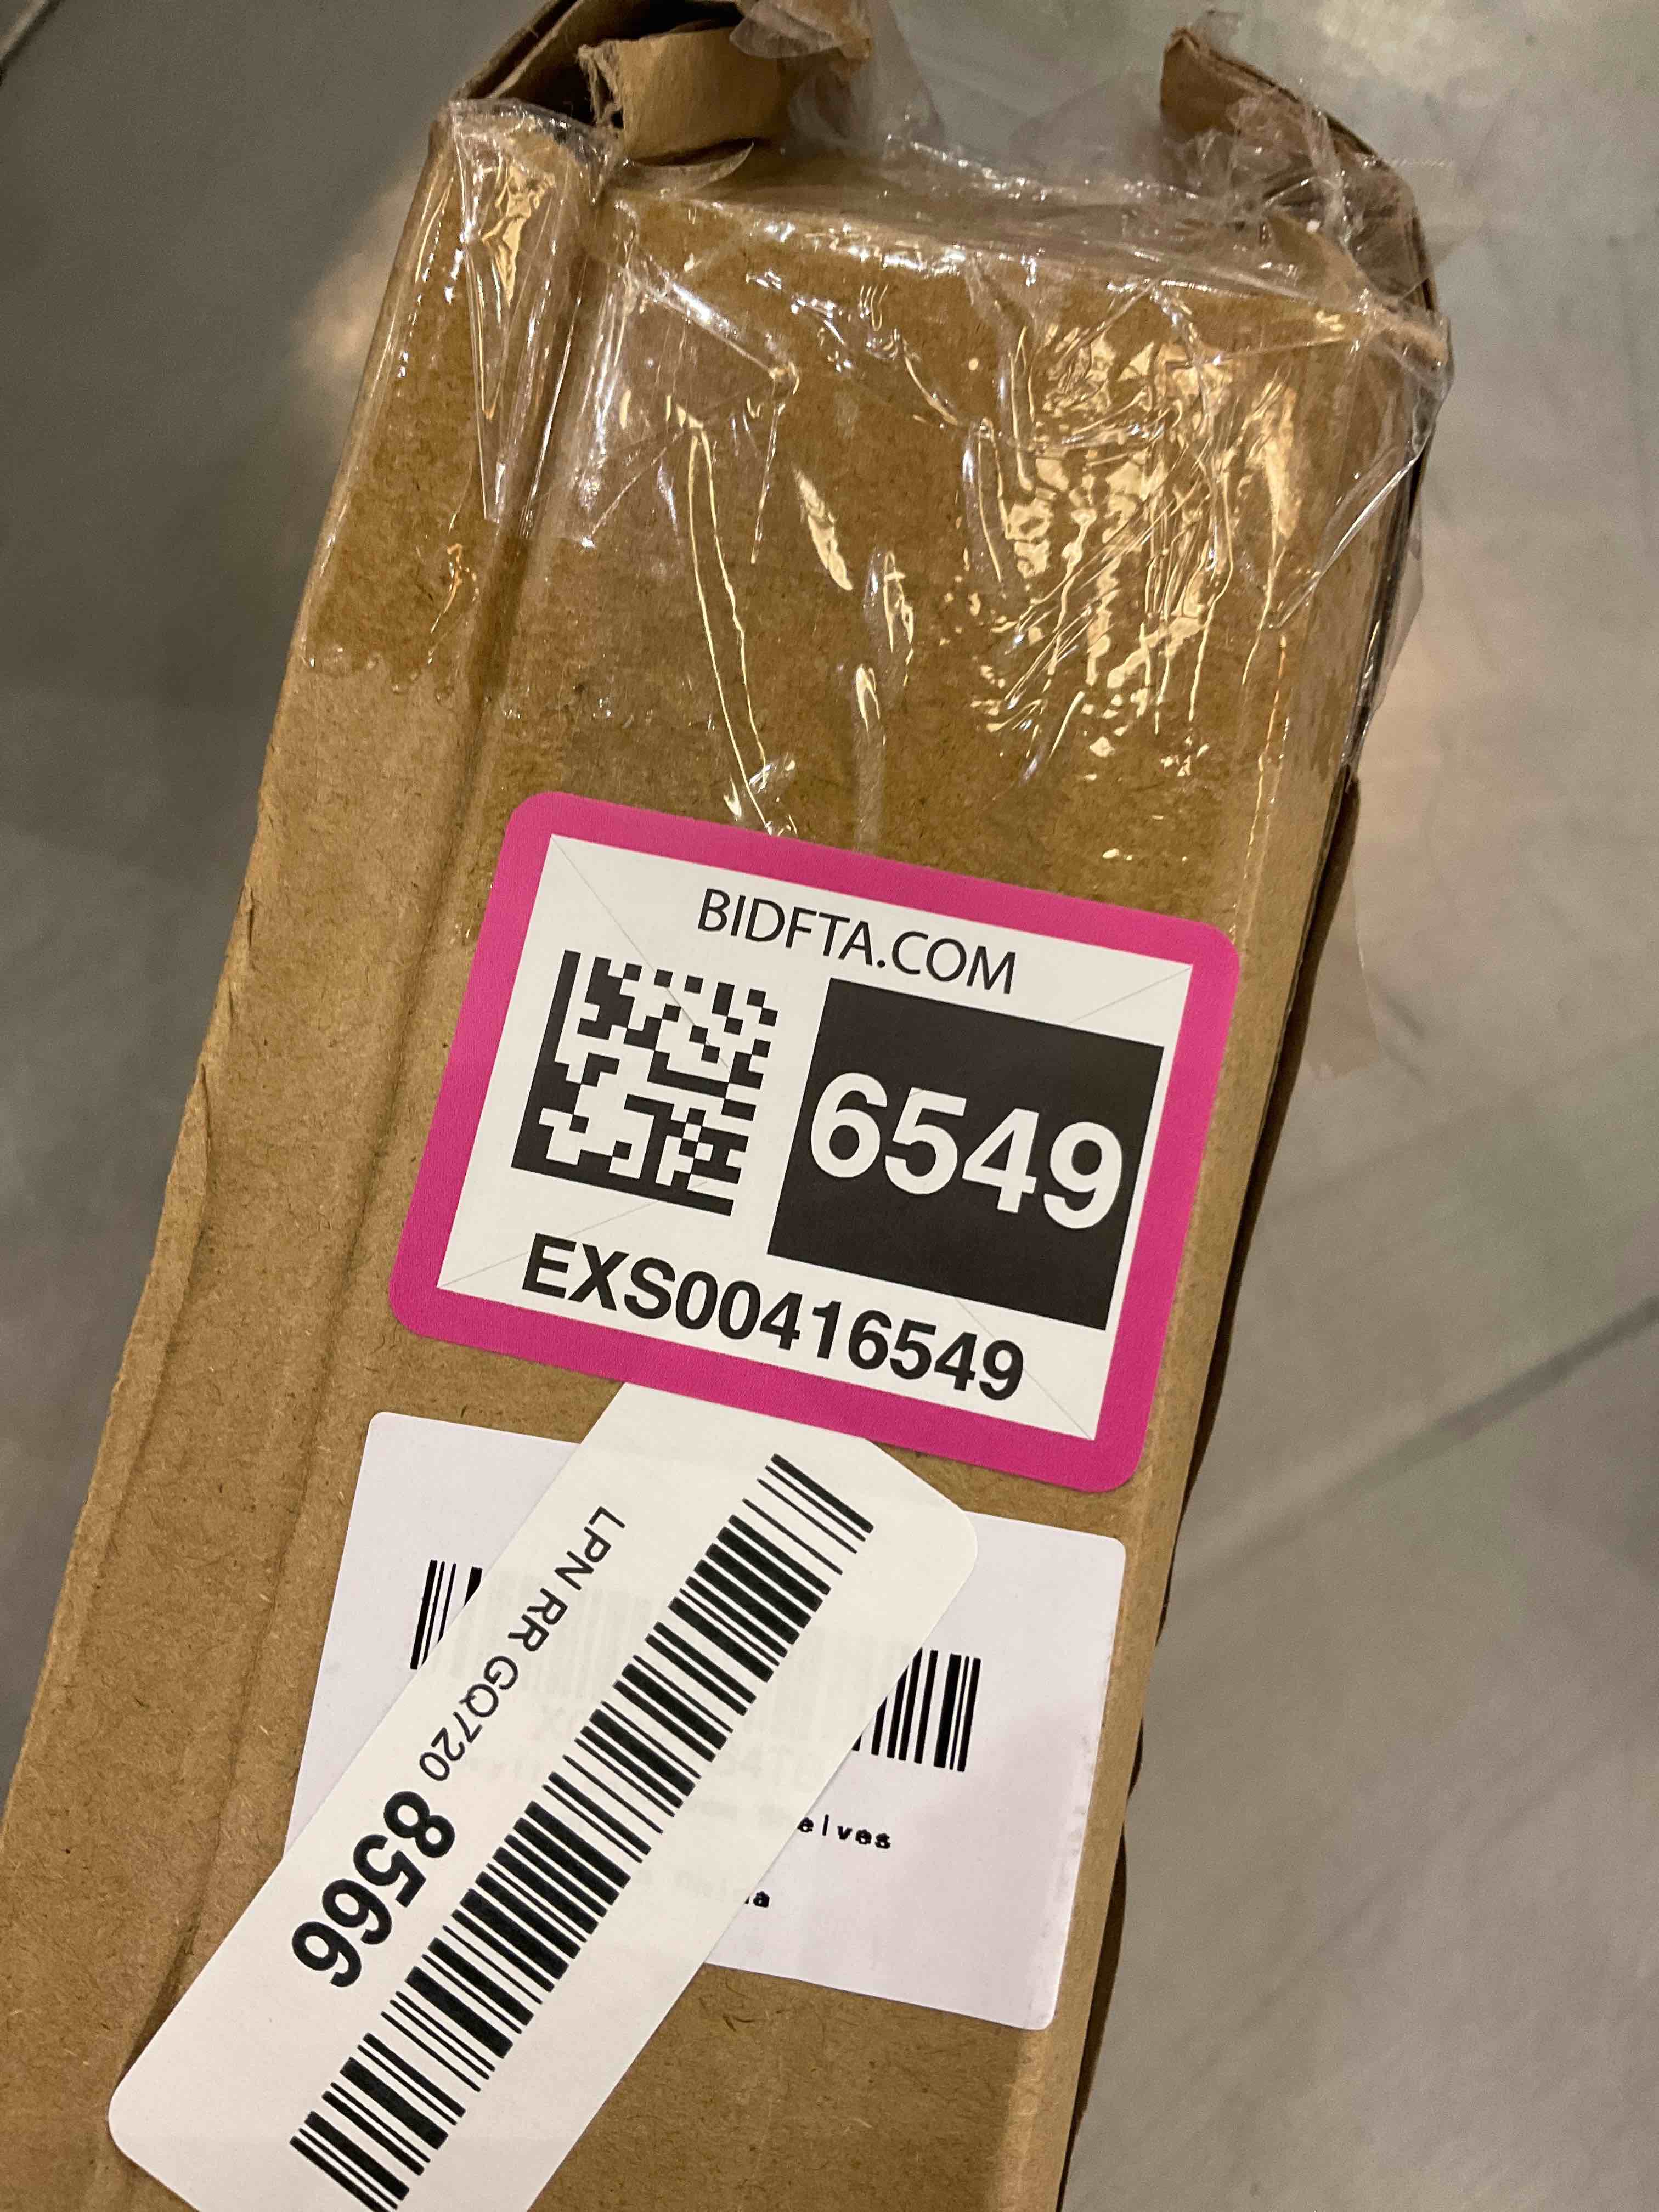 BIDFTA.COM
6549
EXS00416549
LPN RR GQ720 8566
elves